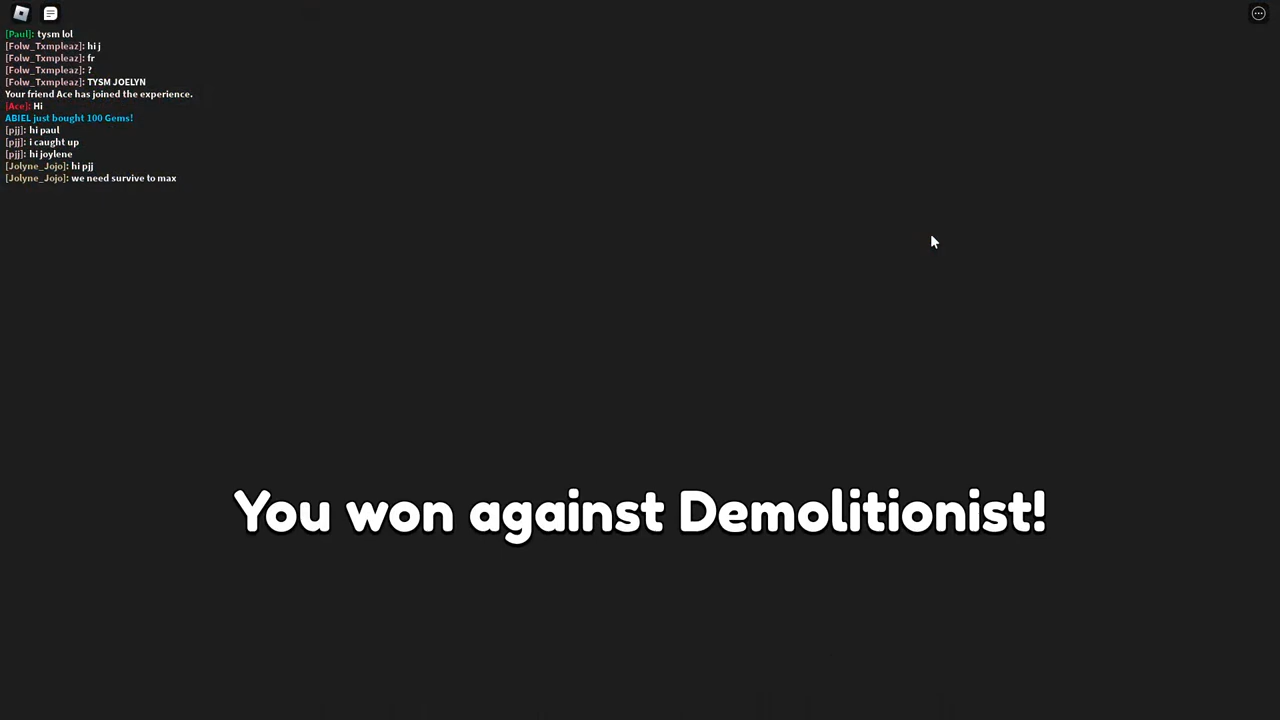 [Paul]: tysm lol
[Folw_Txmpleaz]: hi j
[Folw_Txmpleaz]: fr
[Folw_Txmpleaz]: ?
[Folw_Txmpleaz]: TYSM JOELYN
Your friend Ace has joined the experience.
[Ace]: Hi
ABIEL just bought 100 Gems!
[pjj]: hi paul
[pjj]: i caught up
[pjj]: hi joylene
[Jolyne_Jojo]: hi pjj
[Jolyne_Jojo]: we need survive to max
You won against Demolitionist!